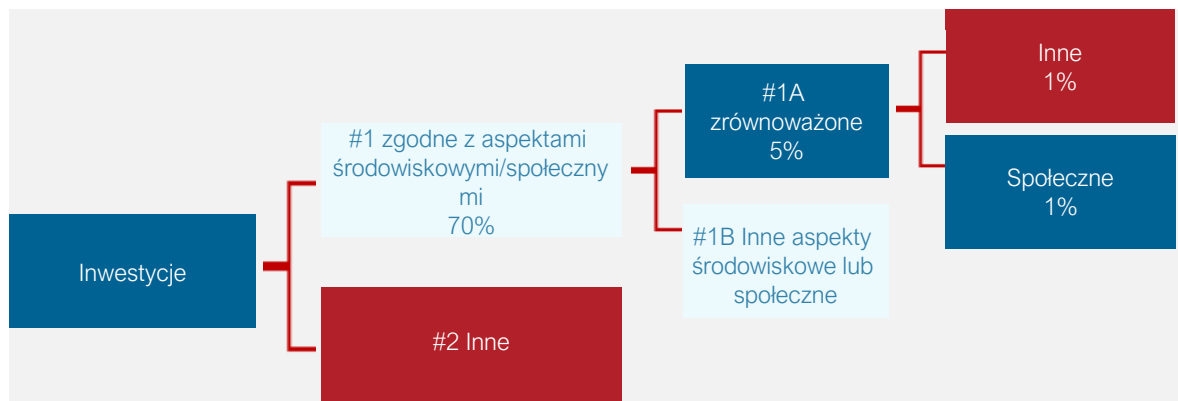 Inwestycje
#1 zgodne z aspektami
środowiskowymi/społeczny
mi
70%
#2 Inne
#1A
zrównoważone
5%
#1B Inne aspekty
środowiskowe lub
społeczne
Inne
1%
Społeczne
1%